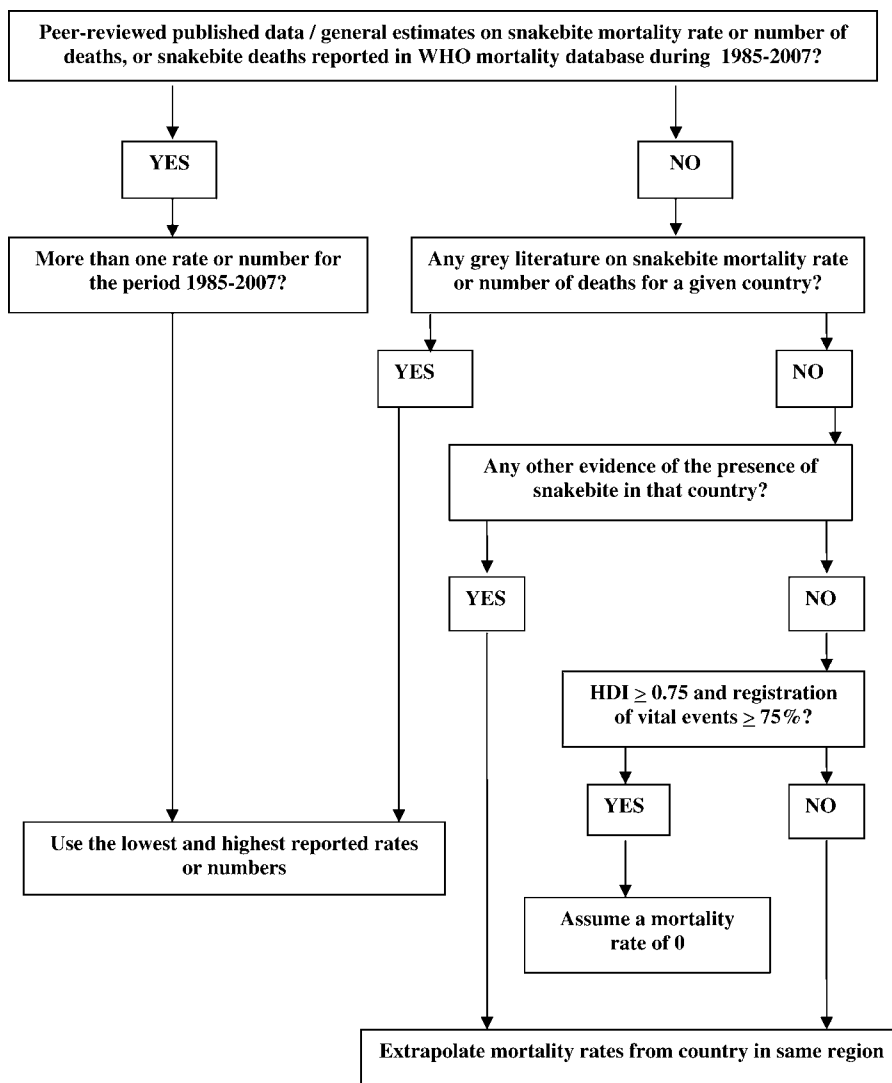 Peer-reviewed published data / general estimates on snakebite mortality rate or number of
deaths, or snakebite deaths reported in WHO mortality database during 1985-2007?
YES
NO
More than one rate or number for
the period 1985-2007?
Any grey literature on snakebite mortality rate
or number of deaths for a given country?
YES
NO
Any other evidence of the presence of
snakebite in that country?
YES
NO
HDI ≥ 0.75 and registration
of vital events ≥ 75%?
YES
NO
Use the lowest and highest reported rates
or numbers
Assume a mortality
rate of 0
Extrapolate mortality rates from country in same region